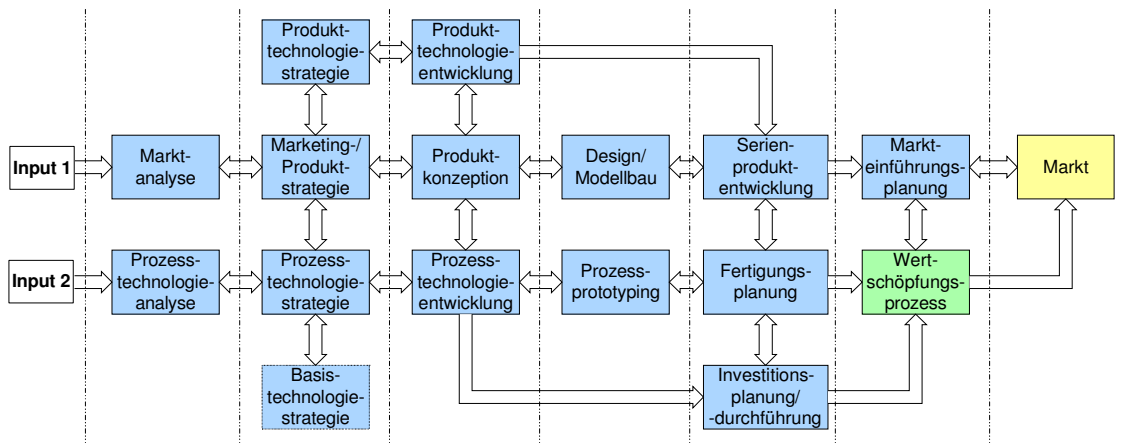 Produkt-
technologie-
strategie
Produkt-
technologie-
entwicklung
Input 1
Markt-
analyse
Marketing-/
Produkt-
strategie
Produkt-
konzeption
Design/
Modellbau
Serien-
produkt-
entwicklung
Markt-
einführungs-
planung
Markt
Input 2
Prozess-
technologie-
analyse
Prozess-
technologie-
strategie
Prozess-
technologie-
entwicklung
Prozess-
prototyping
Fertigungs-
planung
Wert-
schöpfungs-
prozess
Basis-
technologie-
strategie
Investitions-
planung/
-durchführung